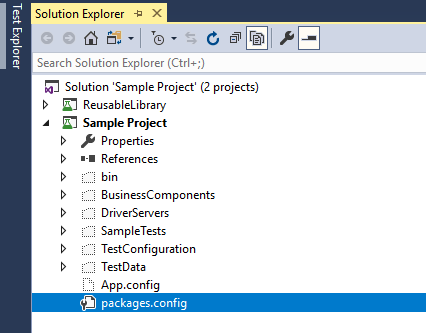 Test Explorer
Solution Explorer
Search Solution Explorer (Ctrl+;)
Solution 'Sample Project' (2 projects)
ReusableLibrary
Sample Project
Properties
References
bin
BusinessComponents
DriverServers
SampleTests
TestConfiguration
TestData
App.config
packages.config